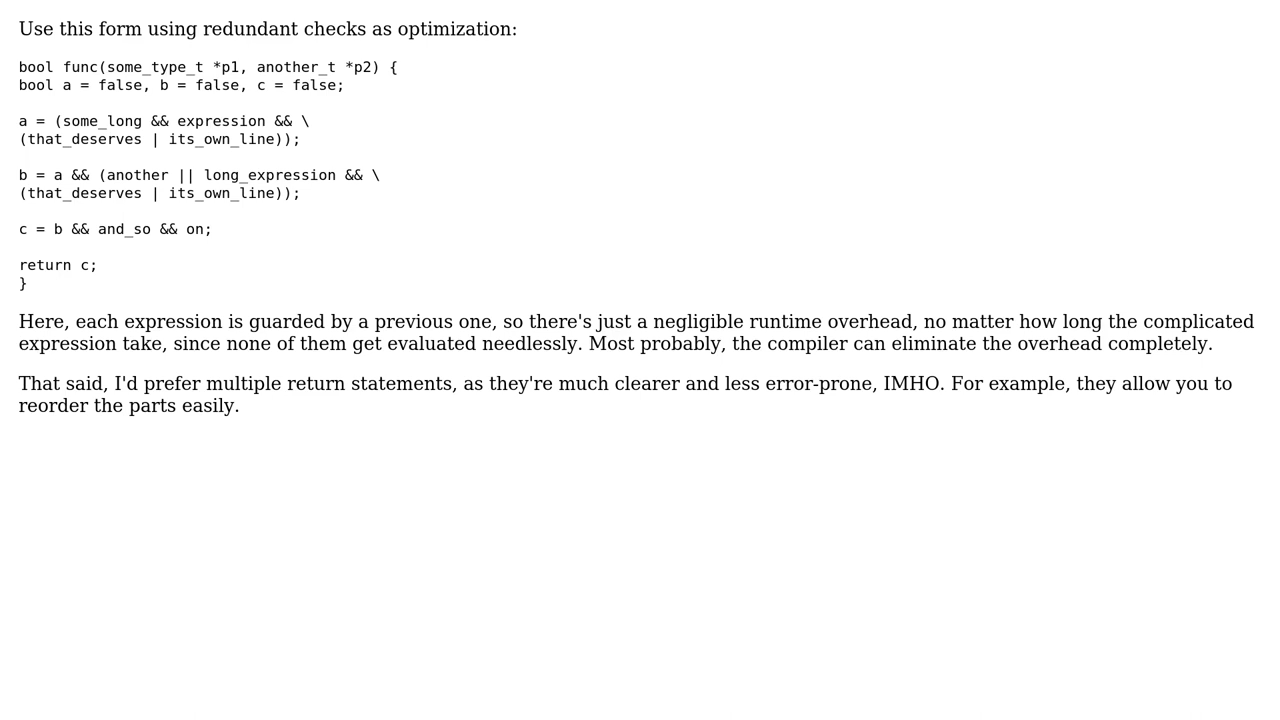 Use this form using redundant checks as optimization:
bool func(some_type_t *p1, another_t *p2) {
bool a = false, b = false, c = false;
a = (some_long && expression && \
(that_deserves | its_own_line));
b = a && (another || long_expression && \
(that_deserves | its_own_line));
c = b && and_so && on;
return c;
}
Here, each expression is guarded by a previous one, so there's just a negligible runtime overhead, no matter how long the complicated
expression take, since none of them get evaluated needlessly. Most probably, the compiler can eliminate the overhead completely.
That said, I'd prefer multiple return statements, as they're much clearer and less error-prone, IMHO. For example, they allow you to
reorder the parts easily.